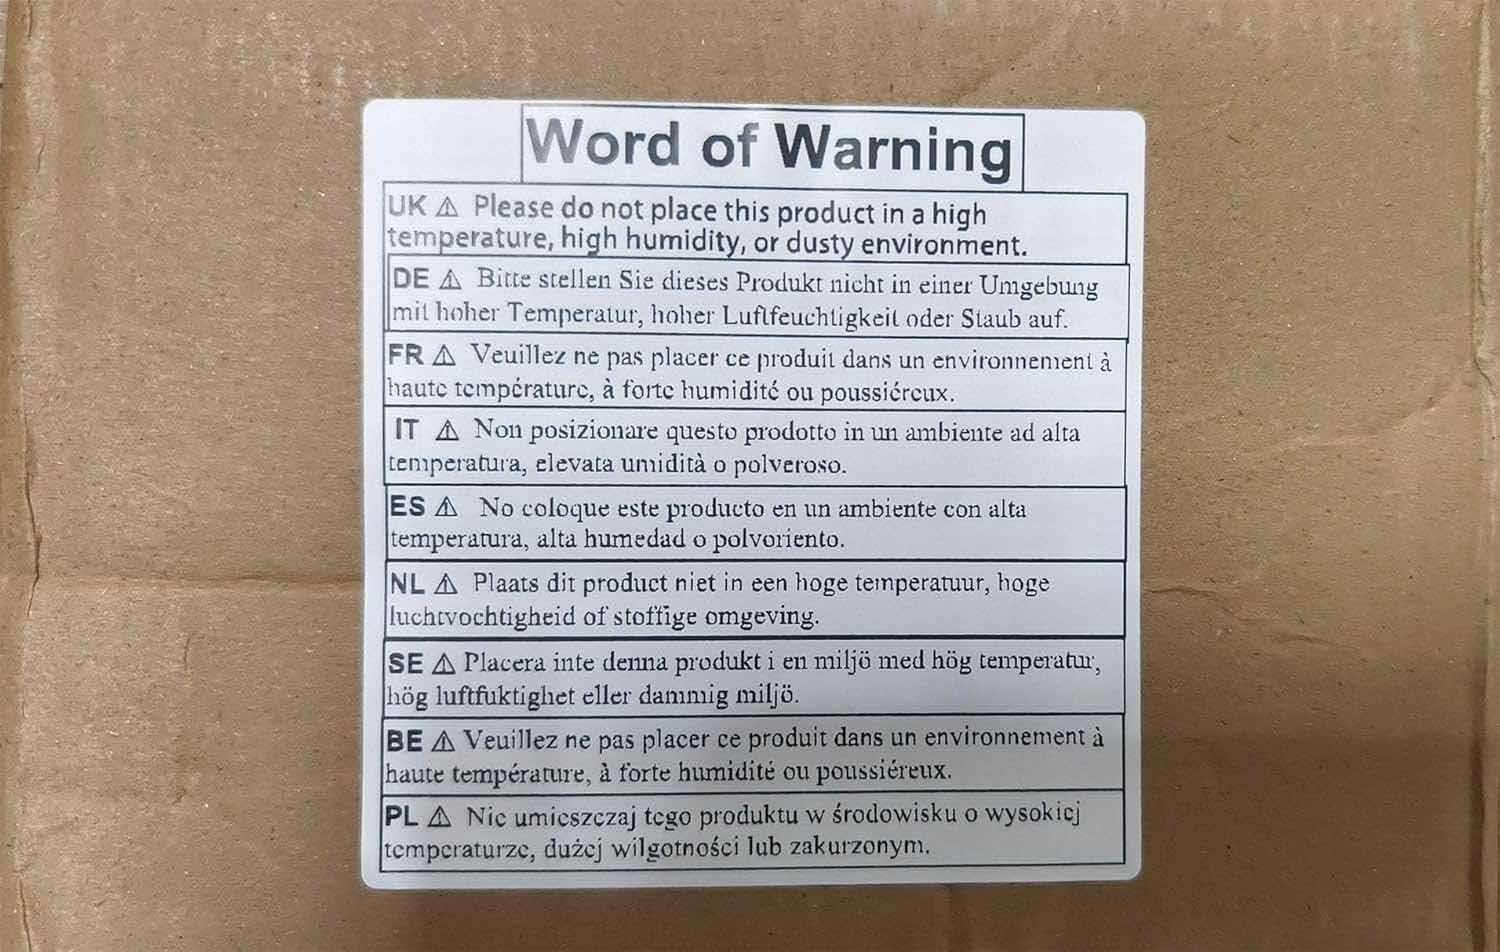 Word of Warning
UK ⚠ Please do not place this product in a high
temperature, high humidity, or dusty environment.
DE ⚠ Bitte stellen Sie dieses Produkt nicht in einer Umgebung
mit hoher Temperatur, hoher Luftfeuchtigkeit oder Staub auf.
FR ⚠ Veuillez ne pas placer ce produit dans un environnement à
haute température, à forte humidité ou poussiéreux.
IT ⚠ Non posizionare questo prodotto in un ambiente ad alta
temperatura, elevata umidità o polveroso.
ES ⚠ No coloque este producto en un ambiente con alta
temperatura, alta humedad o polvoriento.
NL ⚠ Plaats dit product niet in een hoge temperatuur, hoge
luchtvochtigheid of stoffige omgeving.
SE ⚠ Placera inte denna produkt i en miljö med hög temperatur,
hög luftfuktighet eller dammig miljö.
BE ⚠ Veuillez ne pas placer ce produit dans un environnement à
haute température, à forte humidité ou poussiéreux.
PL ⚠ Nie umieszczaj tego produktu w środowisku o wysokiej
temperaturze, dużej wilgotności lub zakurzonym.